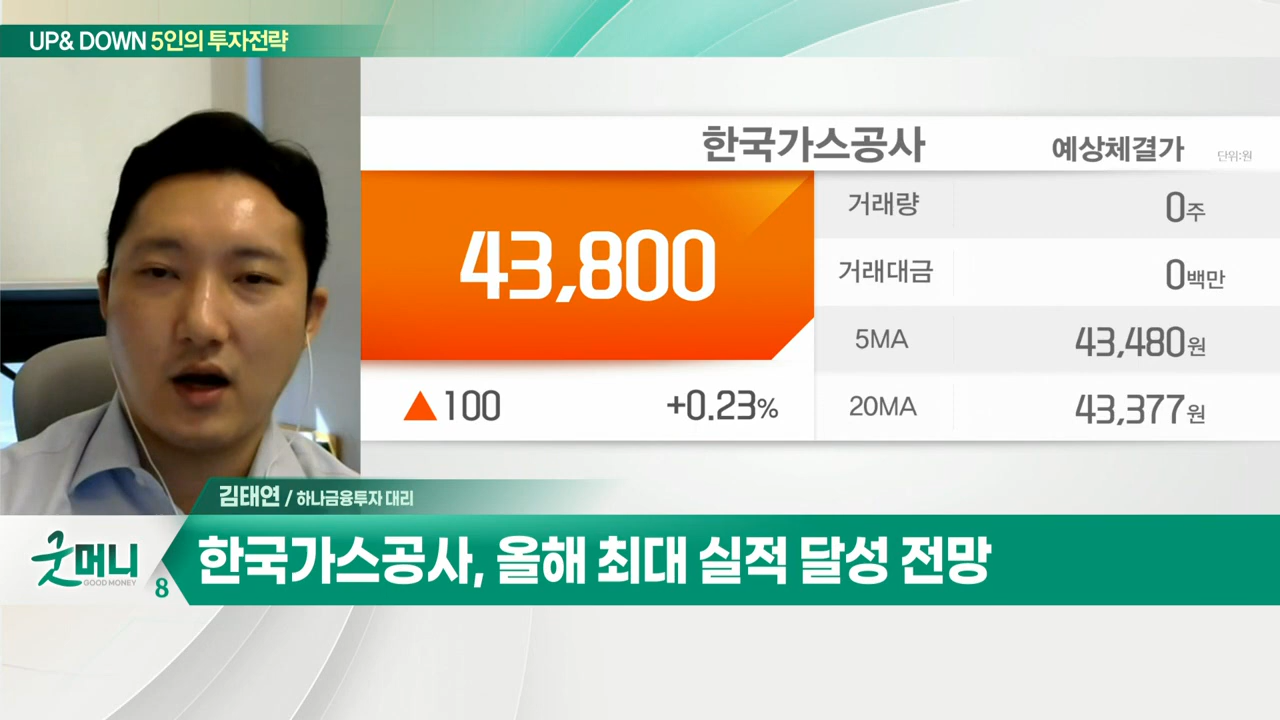 UP& DOWN 5인의 투자전략
한국가스공사 예상체결가 단위:원
43,800
▲100 +0.23%
거래량 0주
거래대금 0백만
5MA 43,480원
20MA 43,377원
김태연 / 하나금융투자 대리
굿머니
GOOD MONEY
8
한국가스공사, 올해 최대 실적 달성 전망